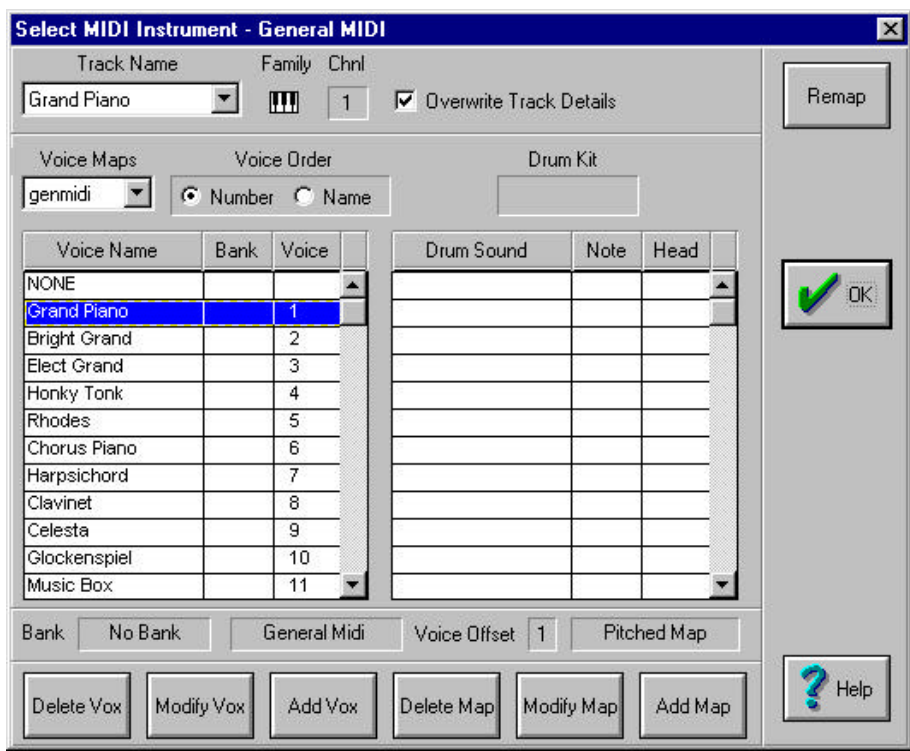 Select MIDI Instrument - General MIDI
Track Name Family Chnl
Grand Piano 1 Overwrite Track Details
Remap
Voice Maps Voice Order Drum Kit
genmidi Number Name
Voice Name Bank Voice Drum Sound Note Head
NONE
Grand Piano 1
Bright Grand 2
Elect Grand 3
Honky Tonk 4
Rhodes 5
Chorus Piano 6
Harpsichord 7
Clavinet 8
Celesta 9
Glockenspiel 10
Music Box 11
OK
Bank No Bank General Midi Voice Offset 1 Pitched Map
Delete Vox Modify Vox Add Vox Delete Map Modify Map Add Map
Help